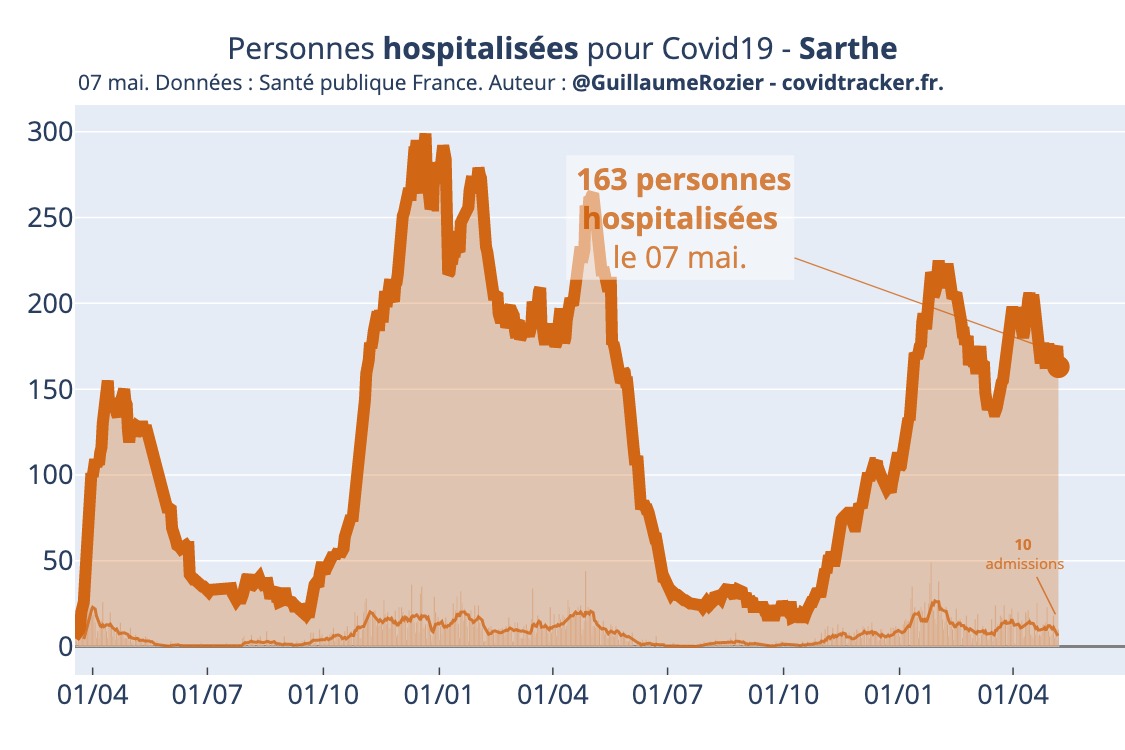 Personnes hospitalisées pour Covid19 - Sarthe
07 mai. Données : Santé publique France. Auteur : @GuillaumeRozier - covidtracker.fr.
300
250
200
150
100
50
0
163 personnes
hospitalisées
le 07 mai.
10
admissions
01/04 01/07 01/10 01/01 01/04 01/07 01/10 01/01 01/04